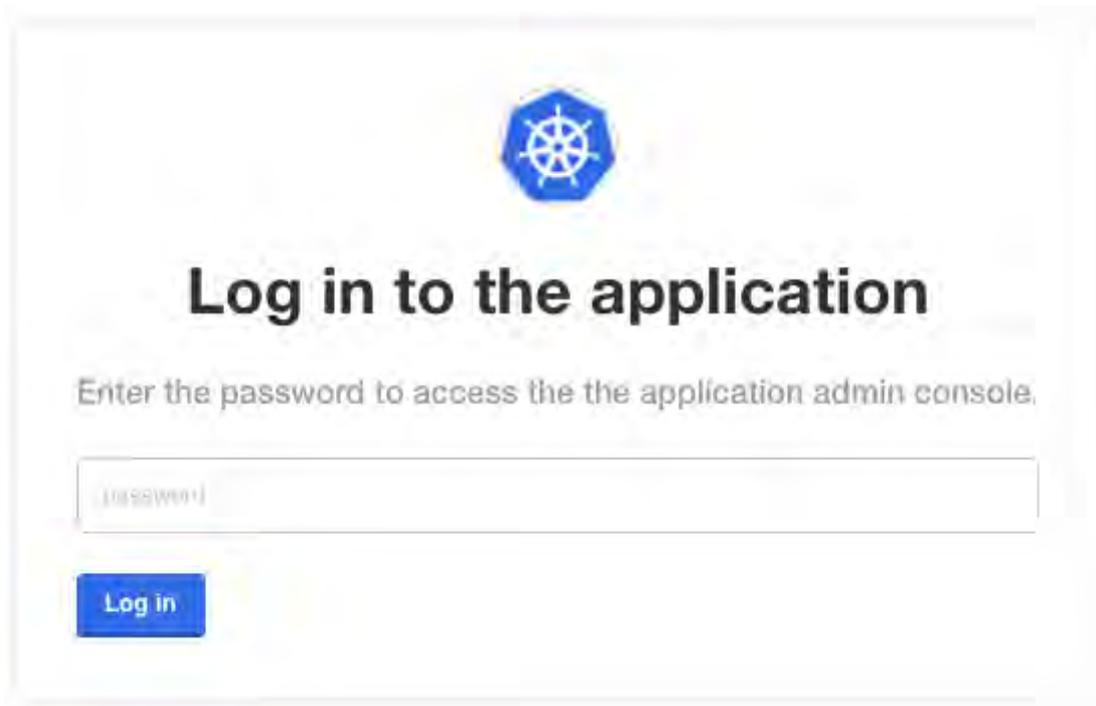 Log in to the application
Enter the password to access the the application admin console.
password
Log in